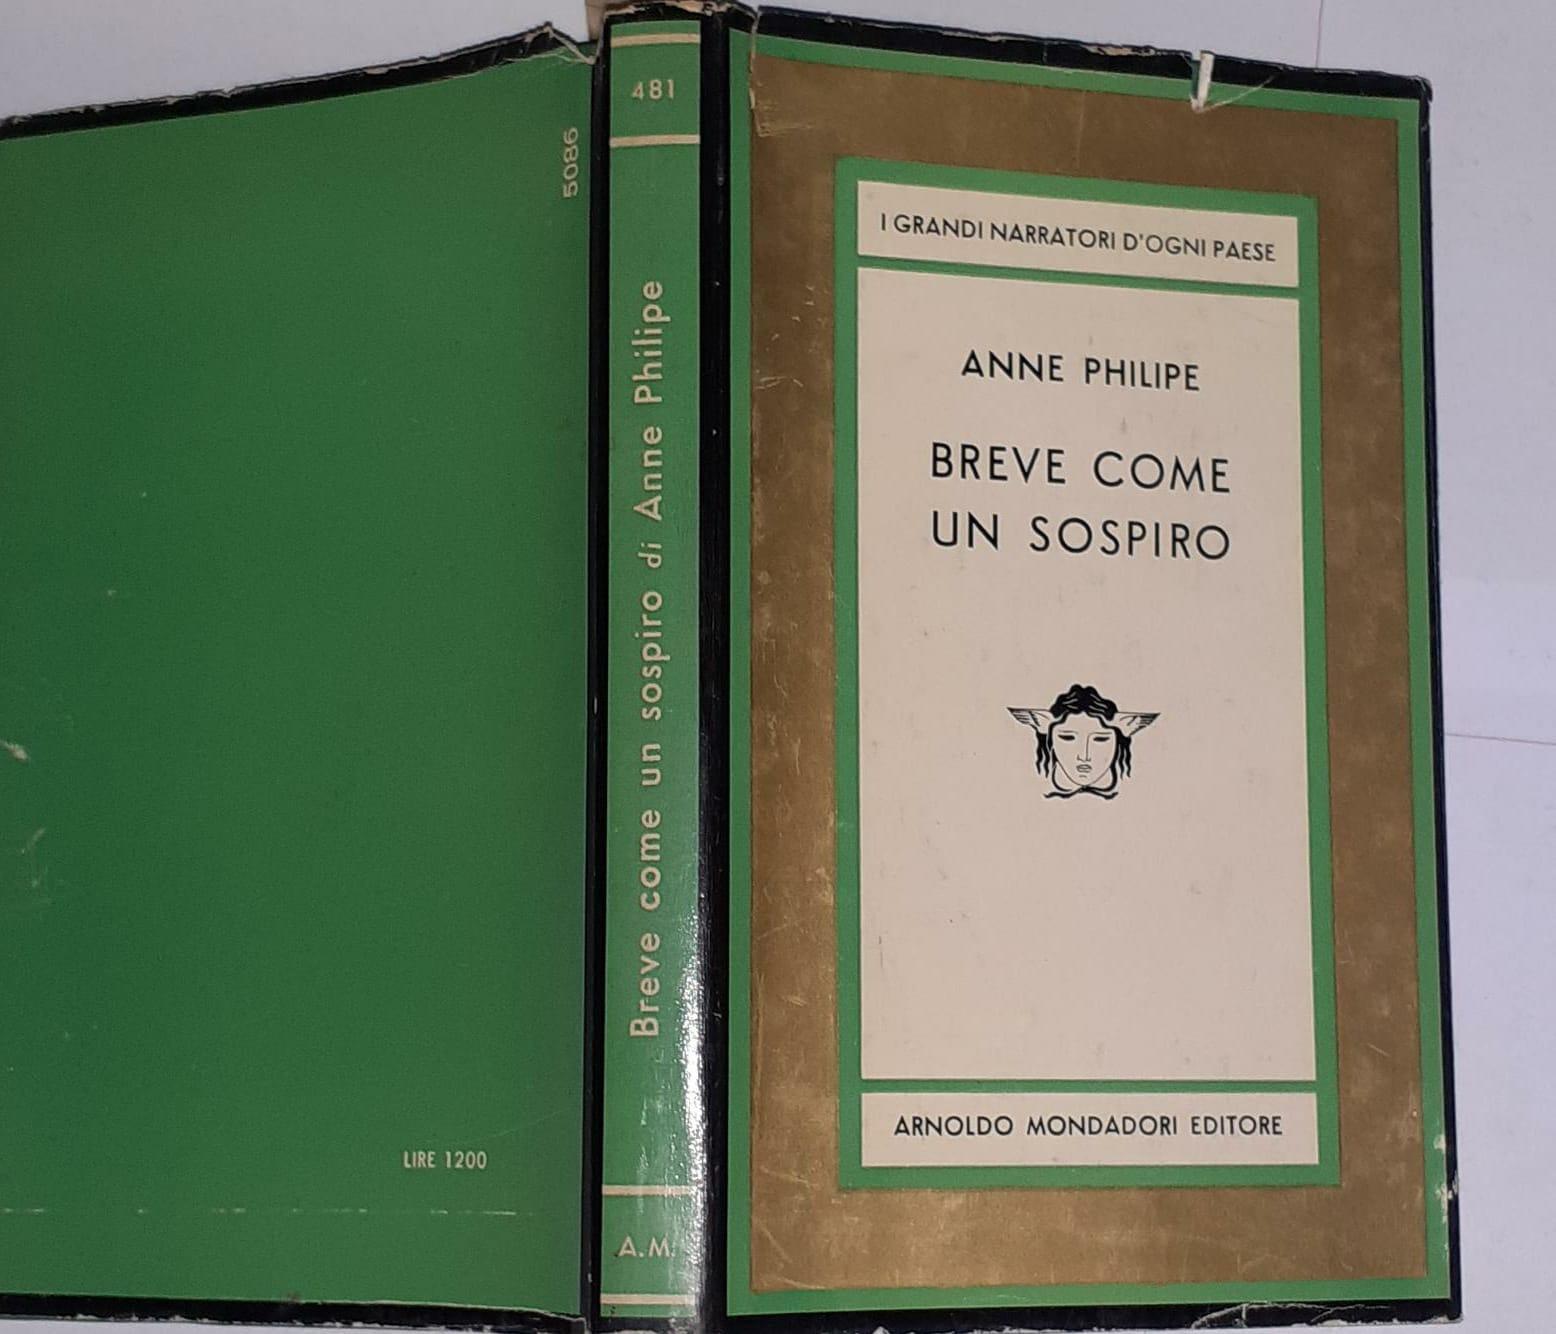 5086
LIRE 1200
481
Breve come un sospiro di Anne Philipe
A.M.
I GRANDI NARRATORI D'OGNI PAESE
ANNE PHILIPE
BREVE COME
UN SOSPIRO
ARNOLDO MONDADORI EDITORE